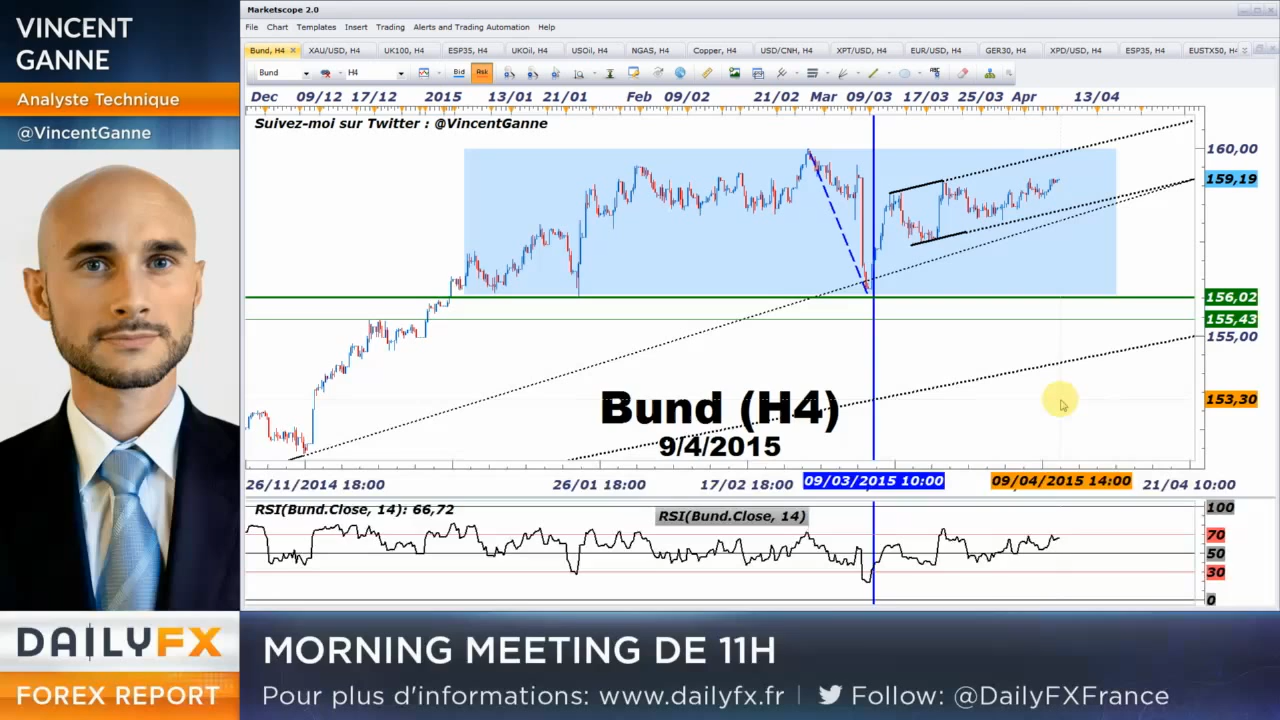 VINCENT
GANNE
Analyste Technique
@VincentGanne
Marketscope 2.0
File Chart Templates Insert Trading Alerts and Trading Automation Help
Bund, H4 XAU/USD, H4 UK100, H4 ESP35, H4 UKOil, H4 USOil, H4 NGAS, H4 Copper, H4 USD/CNH, H4 XPT/USD, H4 EUR/USD, H4 GER30, H4 XPD/USD, H4 ESP35, H4 EUSTX50, H4
Bund H4 Bid Risk ABC
Dec 09/12 17/12 2015 13/01 21/01 Feb 09/02 21/02 Mar 09/03 17/03 25/03 Apr 13/04
Suivez-moi sur Twitter : @VincentGanne
160,00
159,19
156,02
155,43
155,00
153,30
Bund (H4)
9/4/2015
26/11/2014 18:00 26/01 18:00 17/02 18:00 09/03/2015 10:00 09/04/2015 14:00 21/04 10:00
RSI(Bund.Close, 14): 66,72
RSI(Bund.Close, 14)
100
70
50
30
0
DAILYFX
FOREX REPORT
MORNING MEETING DE 11H
Pour plus d'informations: www.dailyfx.fr | Follow: @DailyFXFrance